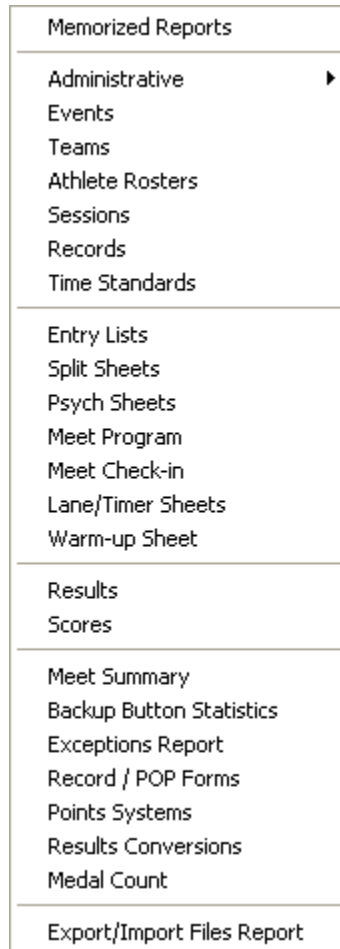 Memorized Reports
Administrative
Events
Teams
Athlete Rosters
Sessions
Records
Time Standards
Entry Lists
Split Sheets
Psych Sheets
Meet Program
Meet Check-in
Lane/Timer Sheets
Warm-up Sheet
Results
Scores
Meet Summary
Backup Button Statistics
Exceptions Report
Record / POP Forms
Points Systems
Results Conversions
Medal Count
Export/Import Files Report